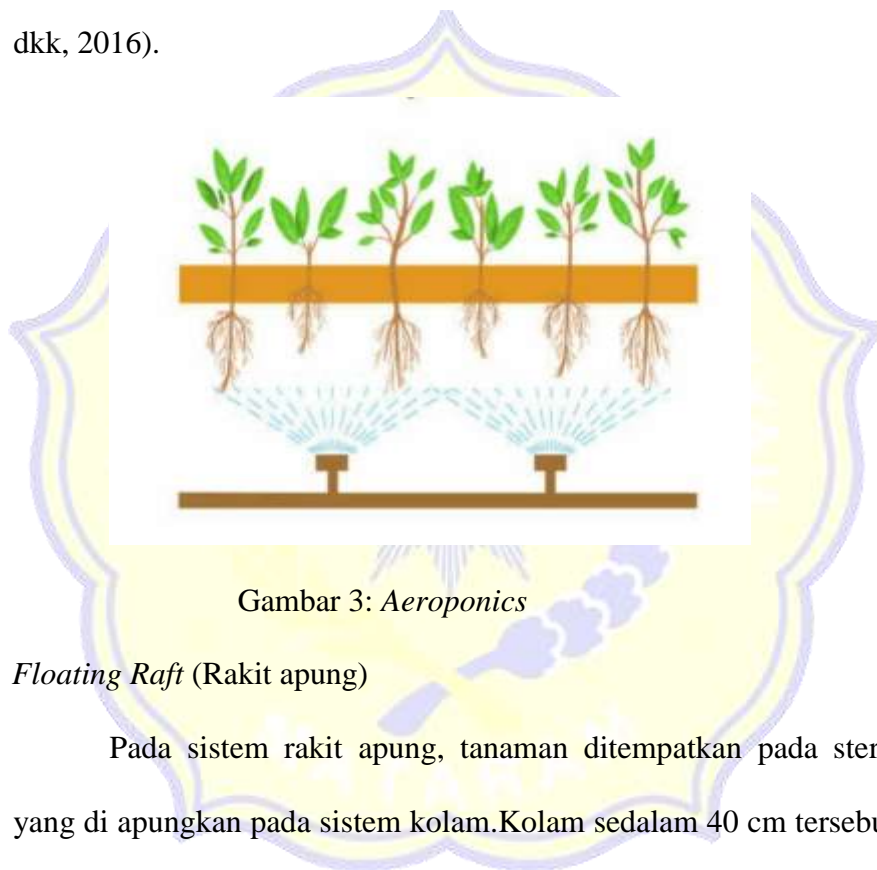 dkk, 2016).
Gambar 3: Aeroponics
Floating Raft (Rakit apung)
Pada sistem rakit apung, tanaman ditempatkan pada ster
yang di apungkan pada sistem kolam.Kolam sedalam 40 cm tersebu